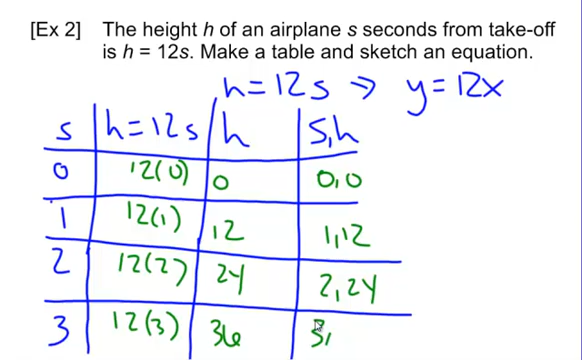 [Ex 2] The height h of an airplane s seconds from take-off
is h = 12s. Make a table and sketch an equation.
h=12s → y=12x
s h=12s h s,h
0 12(0) 0 0,0
1 12(1) 12 1,12
2 12(2) 24 2,24
3 12(3) 36 3,